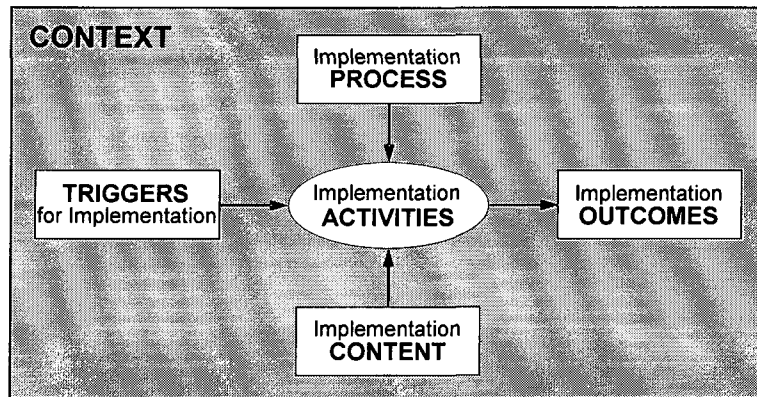 CONTEXT
Implementation
PROCESS
TRIGGERS
for Implementation
Implementation
ACTIVITIES
Implementation
OUTCOMES
Implementation
CONTENT